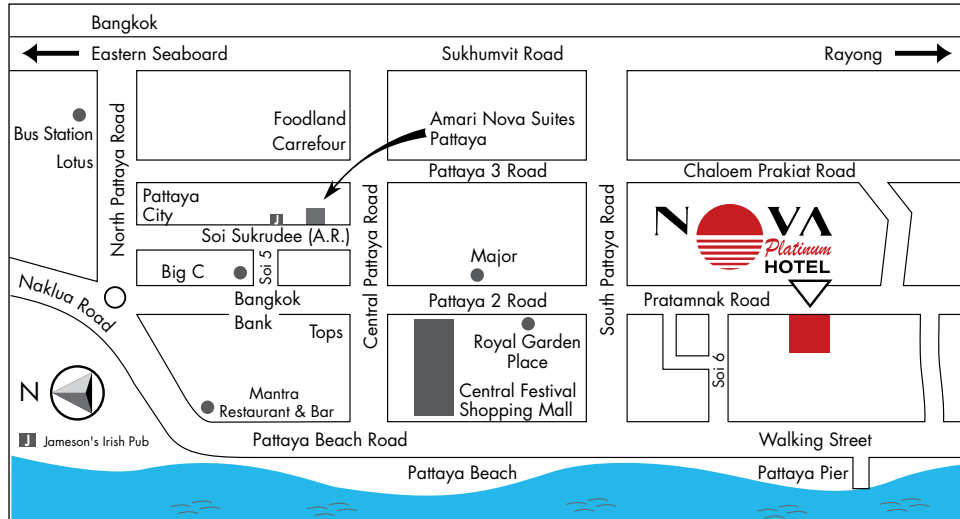 Bangkok
Eastern Seaboard
Sukhumvit Road
Rayong
Bus Station
Lotus
North Pattaya Road
Foodland
Carrefour
Amari Nova Suites
Pattaya
Pattaya 3 Road
Chaloem Prakiat Road
Pattaya
City
J
Soi Sukrudee (A.R.)
Central Pattaya Road
South Pattaya Road
NOVA
Platinum
HOTEL
Big C
Soi 5
Major
Naklua Road
Bangkok
Bank
Pattaya 2 Road
Pratamnak Road
Tops
Royal Garden
Place
Soi 6
N
Mantra
Restaurant & Bar
Central Festival
Shopping Mall
J Jameson's Irish Pub
Pattaya Beach Road
Walking Street
Pattaya Beach
Pattaya Pier